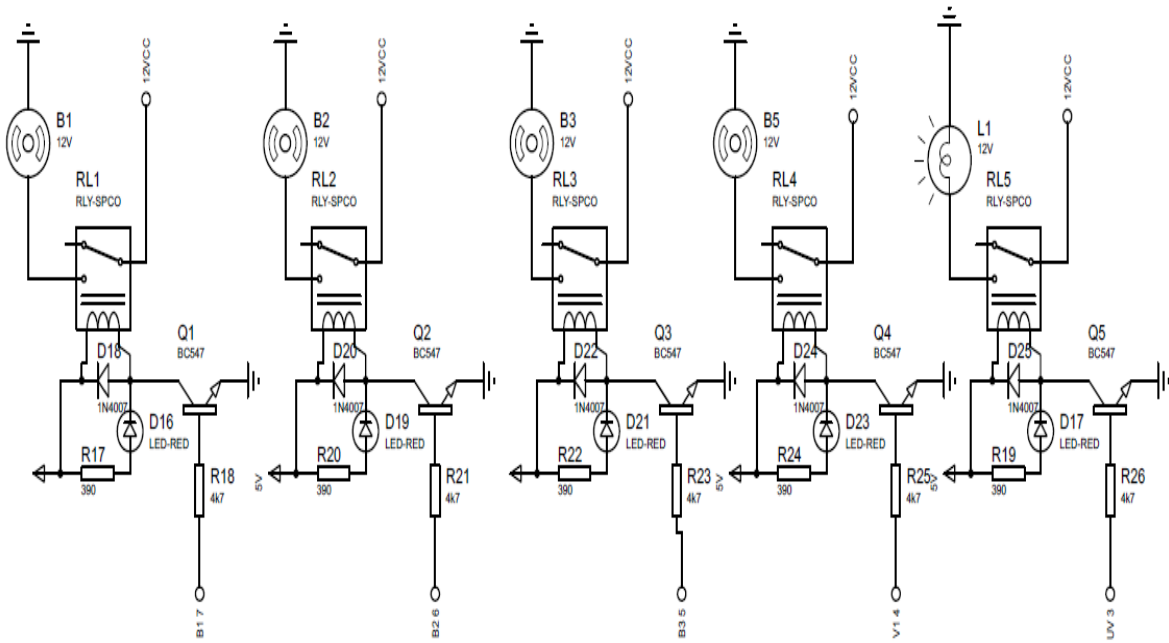 12VCC
B1
12V
RL1
RLY-SPCO
Q1
BC547
D18
1N4007
D16
LED-RED
R17
390
R18
4k7
B1 7
12VCC
B2
12V
RL2
RLY-SPCO
Q2
BC547
D20
1N4007
D19
LED-RED
5V
R20
390
R21
4k7
B2 6
12VCC
B3
12V
RL3
RLY-SPCO
Q3
BC547
D22
1N4007
D21
LED-RED
R22
390
R23
4k7
B3 5
12VCC
B5
12V
RL4
RLY-SPCO
Q4
BC547
D24
1N4007
D23
LED-RED
5V
R24
390
R25
4k7
V1 4
12VCC
L1
12V
RL5
RLY-SPCO
Q5
BC547
D25
1N4007
D17
LED-RED
5V
R19
390
R26
4k7
UV 3